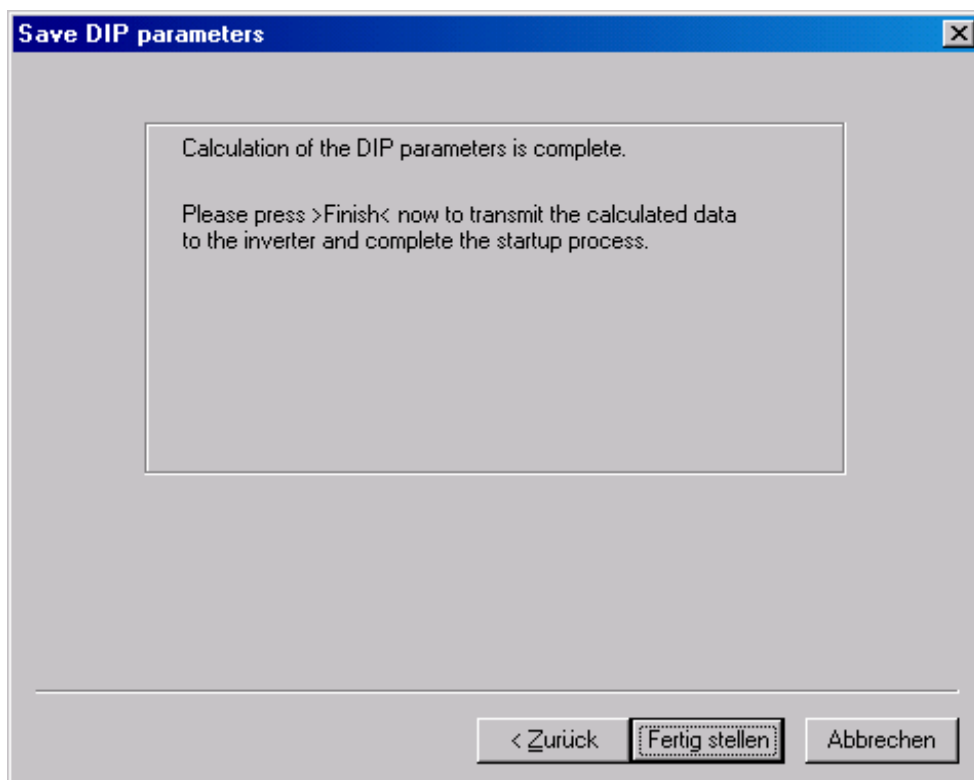 Save DIP parameters
Calculation of the DIP parameters is complete.
Please press >Finish< now to transmit the calculated data
to the inverter and complete the startup process.
< Zurück
Fertig stellen
Abbrechen